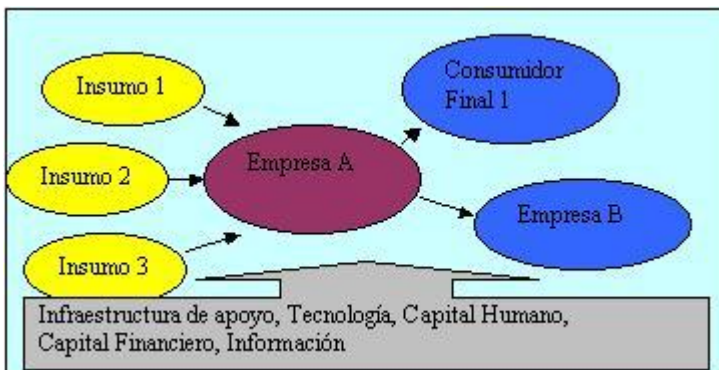 Insumo 1
Insumo 2
Insumo 3
Empresa A
Consumidor
Final 1
Empresa B
Infraestructura de apoyo, Tecnología, Capital Humano,
Capital Financiero, Información